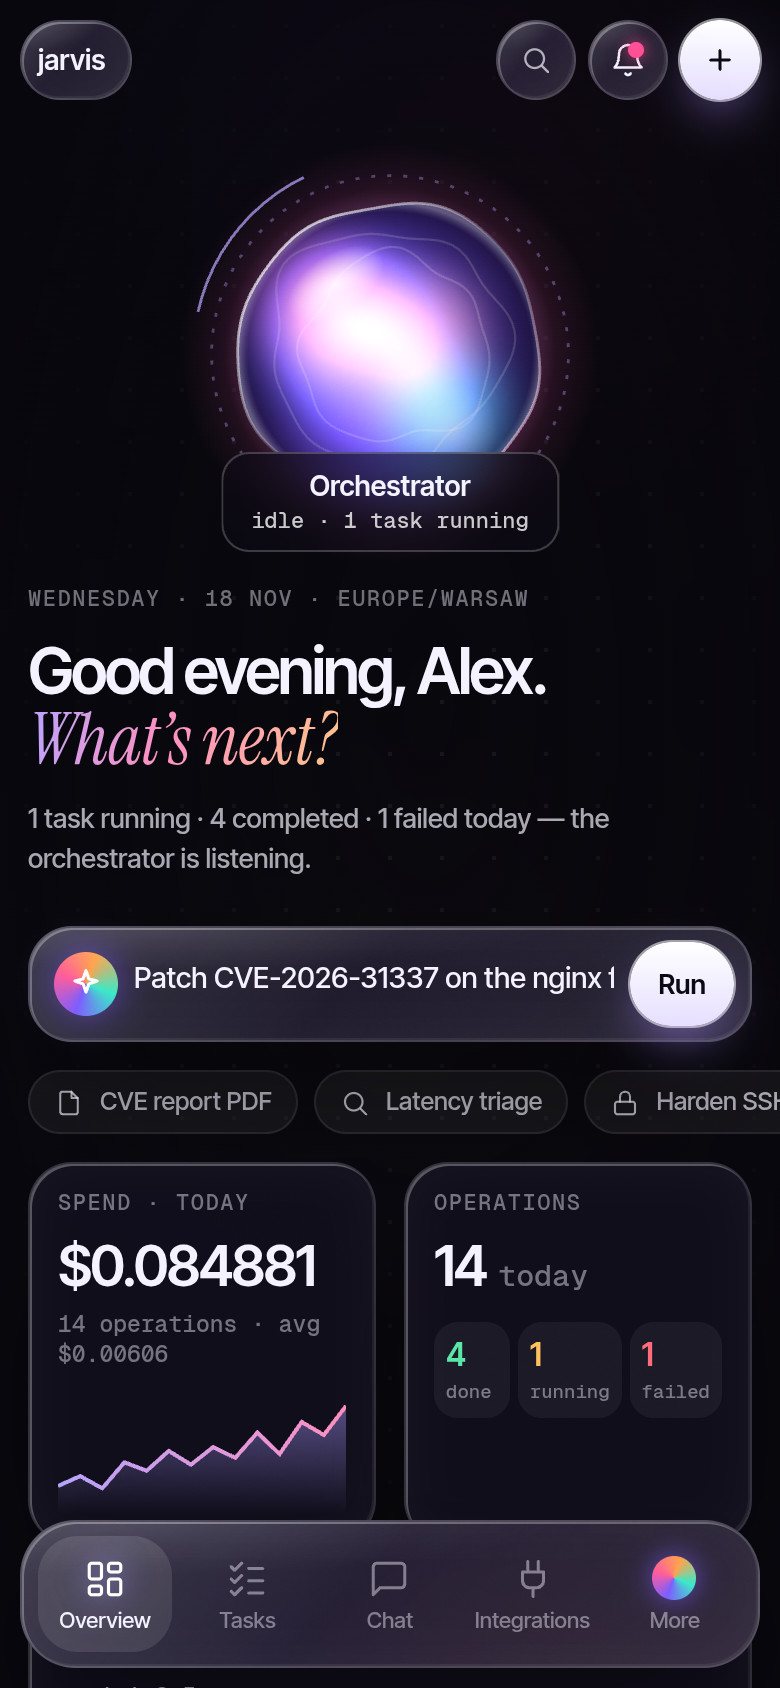 jarvis
Orchestrator
idle · 1 task running
WEDNESDAY · 18 NOV · EUROPE/WARSAW
Good evening, Alex.
What's next?
1 task running · 4 completed · 1 failed today — the
orchestrator is listening.
Patch CVE-2026-31337 on the nginx
Run
CVE report PDF
Latency triage
Harden SSH
SPEND · TODAY
$0.084881
14 operations · avg
$0.00606
OPERATIONS
14 today
4 done
1 running
1 failed
Overview
Tasks
Chat
Integrations
More